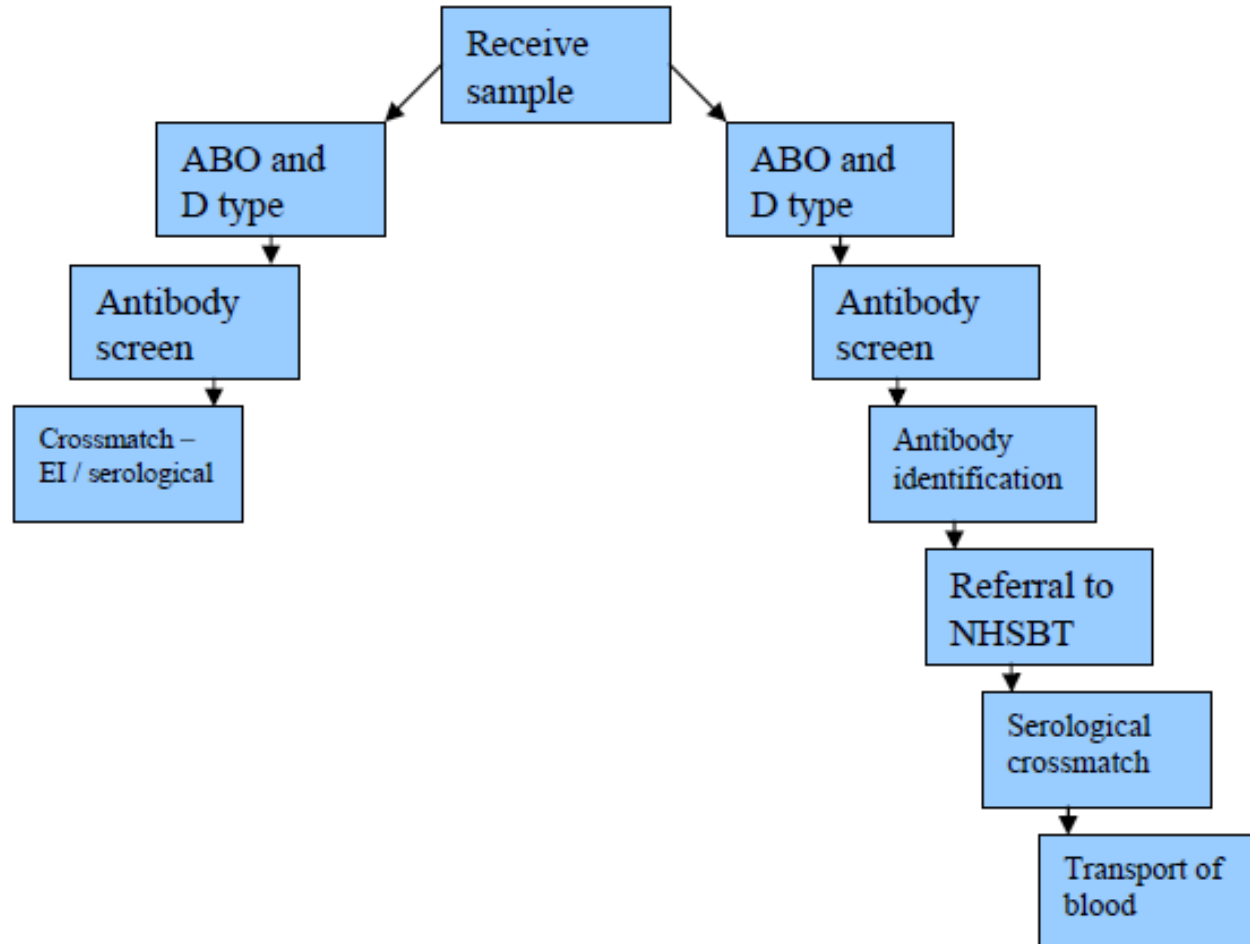 Receive
sample
ABO and
D type
ABO and
D type
Antibody
screen
Antibody
screen
Crossmatch –
EI / serological
Antibody
identification
Referral to
NHSBT
Serological
crossmatch
Transport of
blood